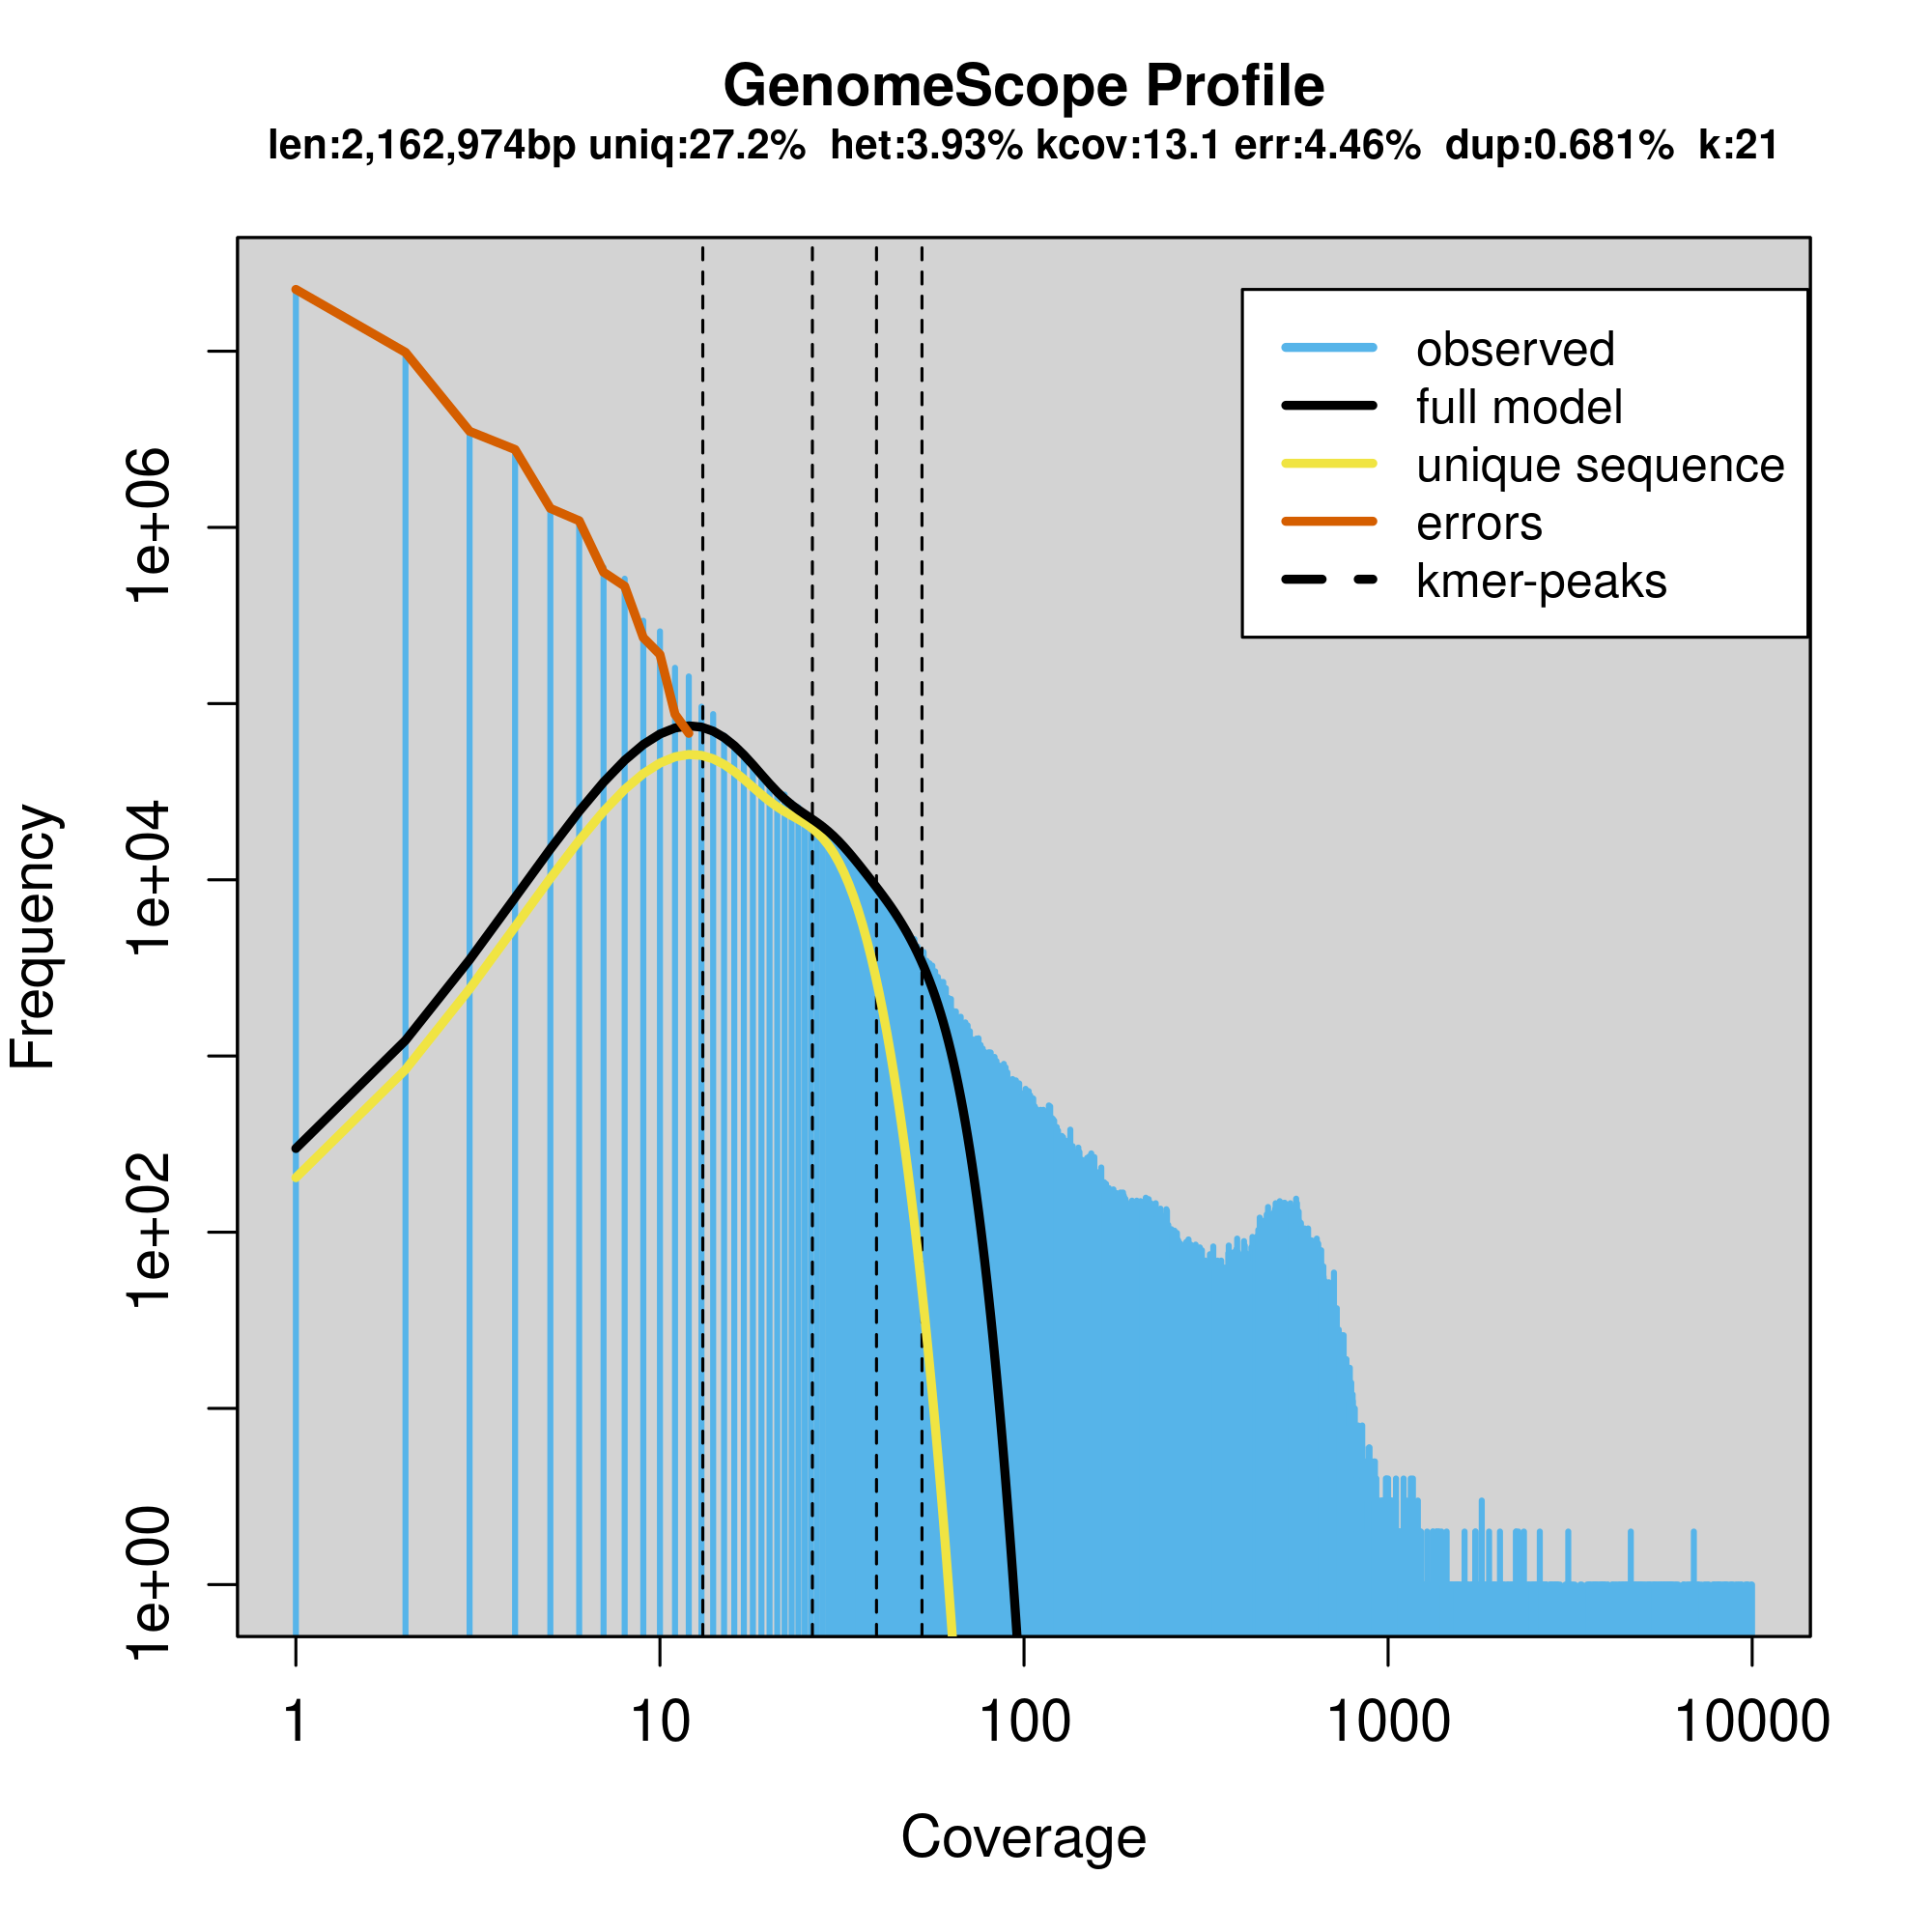 GenomeScope Profile
len:2,162,974bp uniq:27.2% het:3.93% kcov:13.1 err:4.46% dup:0.681% k:21
observed
full model
unique sequence
errors
kmer-peaks
Frequency
1e+06
1e+04
1e+02
1e+00
1 10 100 1000 10000
Coverage